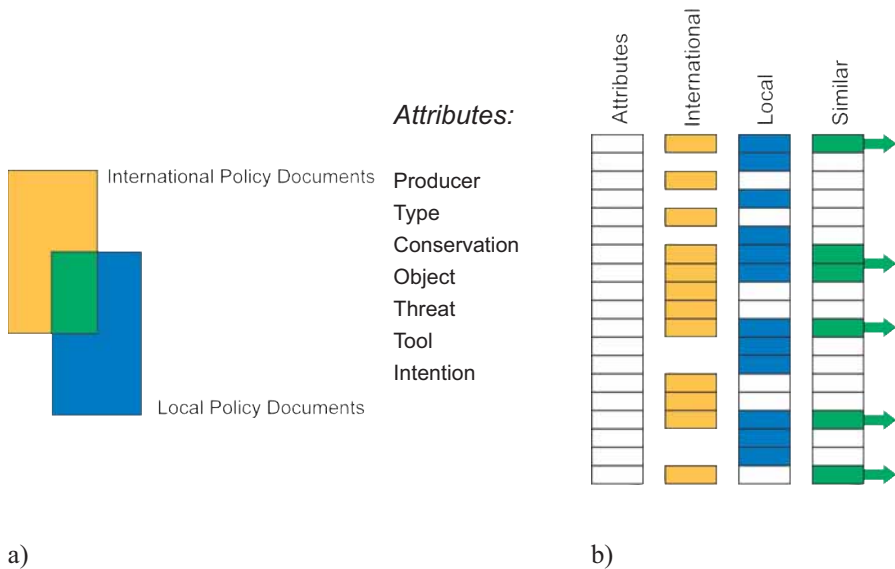 International Policy Documents
Local Policy Documents
Attributes:
Producer
Type
Conservation
Object
Threat
Tool
Intention
Attributes
International
Local
Similar
a)
b)